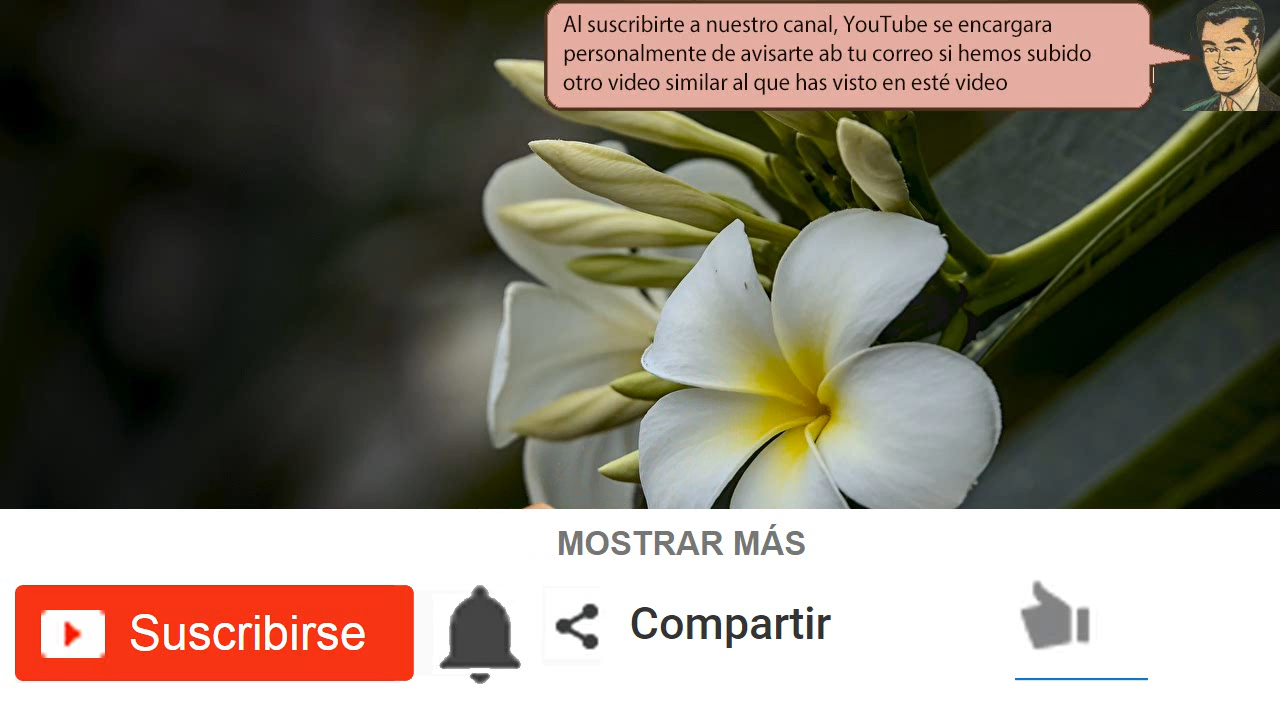 Al suscribirte a nuestro canal, YouTube se encargara
personalmente de avisarte ab tu correo si hemos subido
otro video similar al que has visto en esté video
MOSTRAR MÁS
Suscribirse
Compartir